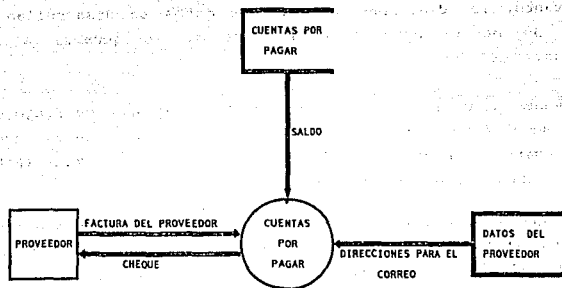 CUENTAS POR
PAGAR
SALDO
FACTURA DEL PROVEEDOR
PROVEEDOR
CHEQUE
CUENTAS
POR
PAGAR
DIRECCIONES PARA EL
CORREO
DATOS DEL
PROVEEDOR